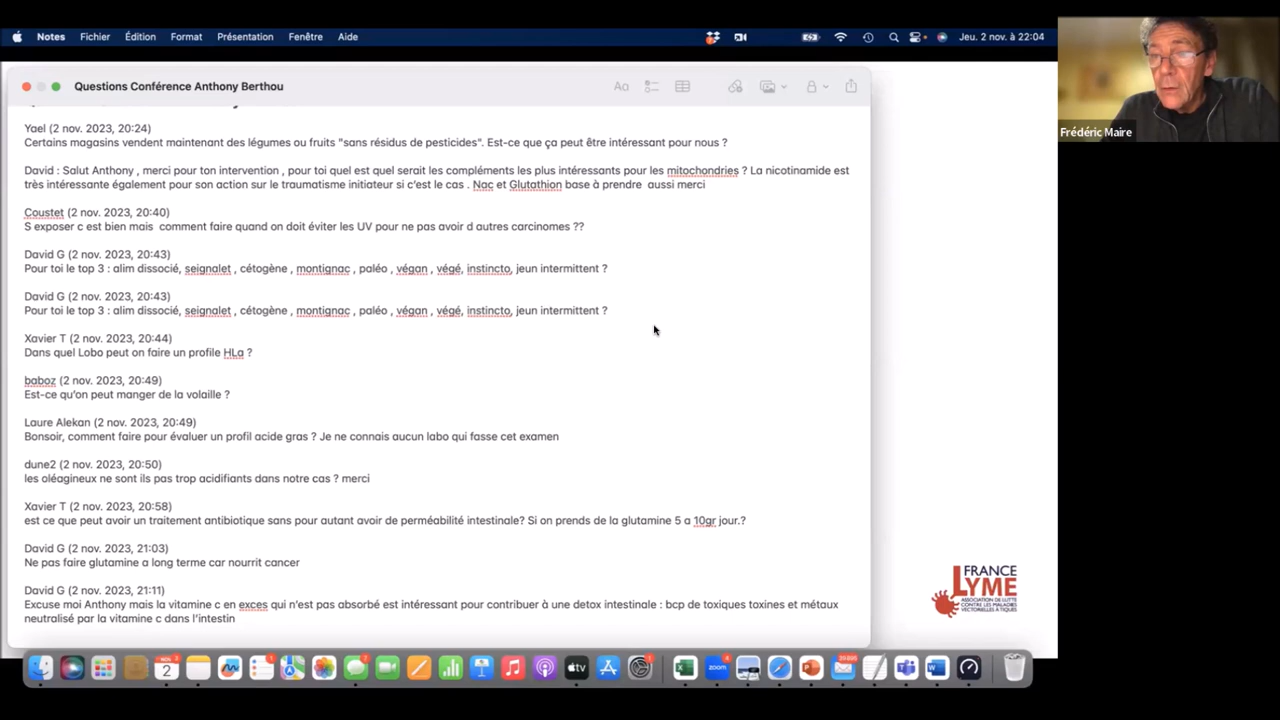 Notes Fichier Édition Format Présentation Fenêtre Aide Jeu. 2 nov. à 22:04
Questions Conférence Anthony Berthou
Yael (2 nov. 2023, 20:24)
Certains magasins vendent maintenant des légumes ou fruits "sans résidus de pesticides". Est-ce que ça peut être intéressant pour nous ?
David : Salut Anthony , merci pour ton intervention , pour toi quel est quel serait les compléments les plus intéressants pour les mitochondries ? La nicotinamide est
très intéressante également pour son action sur le traumatisme initiateur si c'est le cas . Nac et Glutathion base à prendre aussi merci
Coustet (2 nov. 2023, 20:40)
S exposer c est bien mais comment faire quand on doit éviter les UV pour ne pas avoir d autres carcinomes ??
David G (2 nov. 2023, 20:43)
Pour toi le top 3 : alim dissocié, seignalet , cétogène , montignac , paléo , végan , végé, instincto, jeun intermittent ?
David G (2 nov. 2023, 20:43)
Pour toi le top 3 : alim dissocié, seignalet , cétogène , montignac , paléo , végan , végé, instincto, jeun intermittent ?
Xavier T (2 nov. 2023, 20:44)
Dans quel Lobo peut on faire un profile HLa ?
baboz (2 nov. 2023, 20:49)
Est-ce qu'on peut manger de la volaille ?
Laure Alekan (2 nov. 2023, 20:49)
Bonsoir, comment faire pour évaluer un profil acide gras ? Je ne connais aucun labo qui fasse cet examen
dune2 (2 nov. 2023, 20:50)
les oléagineux ne sont ils pas trop acidifiants dans notre cas ? merci
Xavier T (2 nov. 2023, 20:58)
est ce que peut avoir un traitement antibiotique sans pour autant avoir de perméabilité intestinale? Si on prends de la glutamine 5 a 10gr jour.?
David G (2 nov. 2023, 21:03)
Ne pas faire glutamine a long terme car nourrit cancer
David G (2 nov. 2023, 21:11)
Excuse moi Anthony mais la vitamine c en exces qui n'est pas absorbé est intéressant pour contribuer à une detox intestinale : bcp de toxiques toxines et métaux
neutralisé par la vitamine c dans l'intestin
Frédéric Maire
FRANCE
LYME
ASSOCIATION DE LUTTE
CONTRE LES MALADIES
VECTORIELLES À TIQUES
zoom
tv